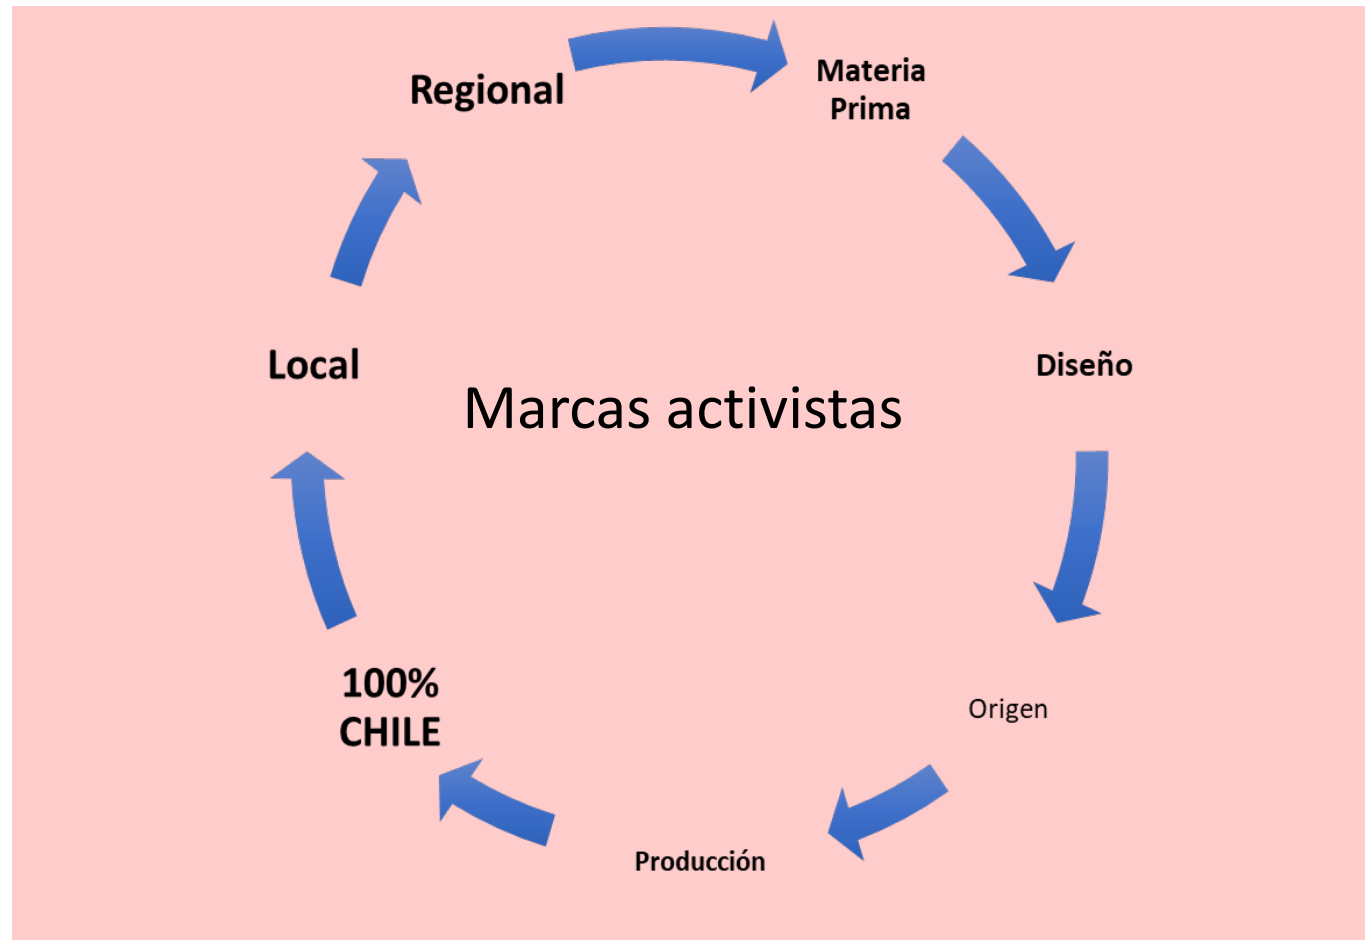 Regional
Materia
Prima
Local
Diseño
Marcas activistas
100%
CHILE
Origen
Producción